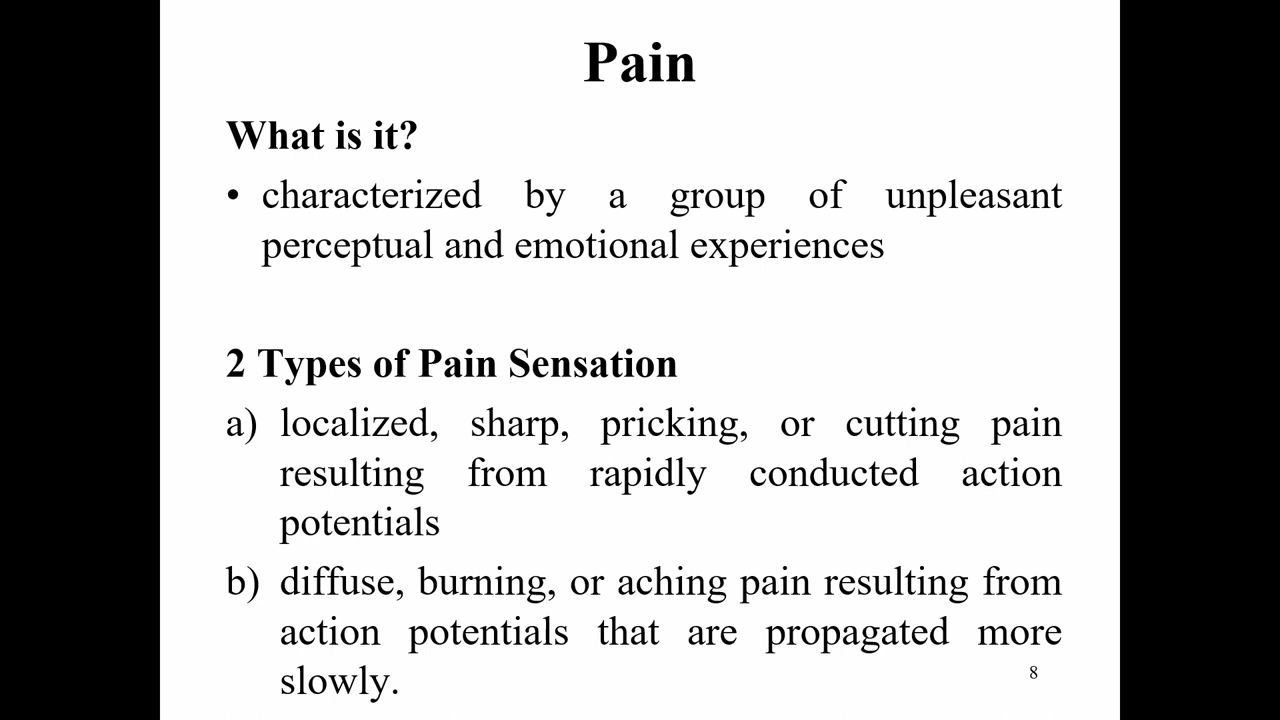 Pain
What is it?
• characterized by a group of unpleasant
perceptual and emotional experiences
2 Types of Pain Sensation
a) localized, sharp, pricking, or cutting pain
resulting from rapidly conducted action
potentials
b) diffuse, burning, or aching pain resulting from
action potentials that are propagated more
slowly.
8